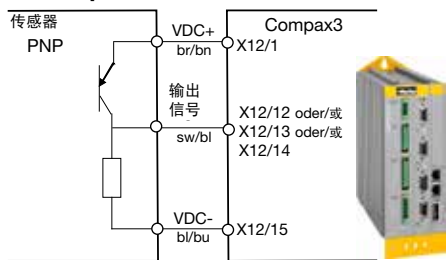 传感器
PNP
VDC+
br/bn
Compax3
X12/1
输出
信号
sw/bl
X12/12 oder/或
X12/13 oder/或
X12/14
VDC-
bl/bu
X12/15